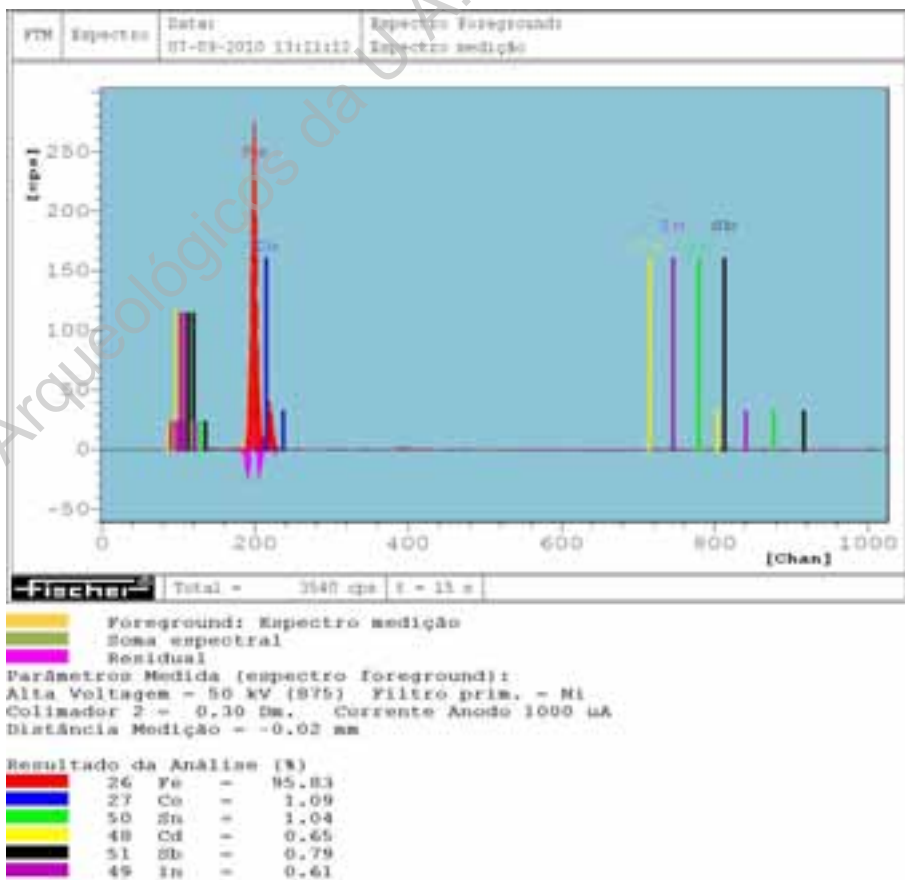 FTM Espectro Data: Espectro Foreground:
07-09-2010 13:11:12 Espectro medição
Arqueológicos da U
[cps]
250
200
150
100
50
0
-50
Fe
Co
In Sb
0 200 400 600 800 1000
[Chan]
Fischer Total = 3540 cps t = 15 s
Foreground: Espectro medição
Soma espectral
Residual
Parâmetros Medida (espectro foreground):
Alta Voltagem = 50 kV (875) Filtro prim. = Ni
Colimador 2 = 0.30 Dm. Corrente Anodo 1000 uA
Distância Medição = -0.02 mm
Resultado da Análise (%)
26 Fe = 95.83
27 Co = 1.09
50 Sn = 1.04
48 Cd = 0.65
51 Sb = 0.79
49 In = 0.61